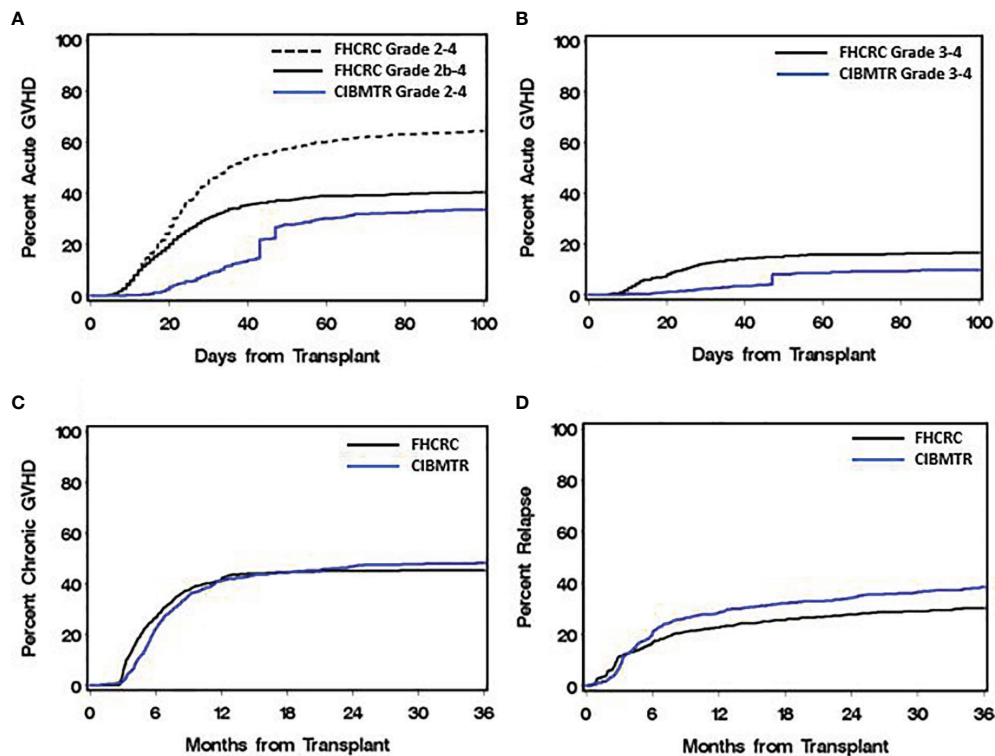 A
Percent Acute GVHD
100
80
60
40
20
0
FHCRC Grade 2-4
FHCRC Grade 2b-4
CIBMTR Grade 2-4
0 20 40 60 80 100
Days from Transplant
B
Percent Acute GVHD
100
80
60
40
20
0
FHCRC Grade 3-4
CIBMTR Grade 3-4
0 20 40 60 80 100
Days from Transplant
C
Percent Chronic GVHD
100
80
60
40
20
0
FHCRC
CIBMTR
0 6 12 18 24 30 36
Months from Transplant
D
Percent Relapse
100
80
60
40
20
0
FHCRC
CIBMTR
0 6 12 18 24 30 36
Months from Transplant